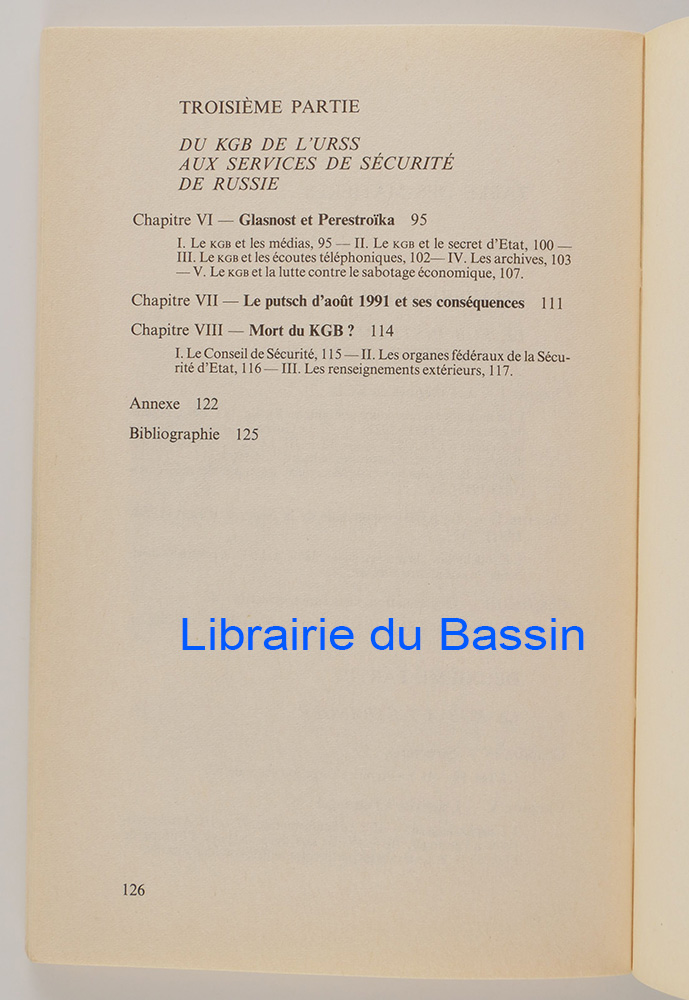 TROISIÈME PARTIE
DU KGB DE L'URSS
AUX SERVICES DE SÉCURITÉ
DE RUSSIE
Chapitre VI — Glasnost et Perestroïka 95
I. Le KGB et les médias, 95 — II. Le KGB et le secret d'Etat, 100 —
III. Le KGB et les écoutes téléphoniques, 102— IV. Les archives, 103
— V. Le KGB et la lutte contre le sabotage économique, 107.
Chapitre VII — Le putsch d'août 1991 et ses conséquences 111
Chapitre VIII — Mort du KGB ? 114
I. Le Conseil de Sécurité, 115 — II. Les organes fédéraux de la Sécu-
rité d'Etat, 116 — III. Les renseignements extérieurs, 117.
Annexe 122
Bibliographie 125
Librairie du Bassin
126